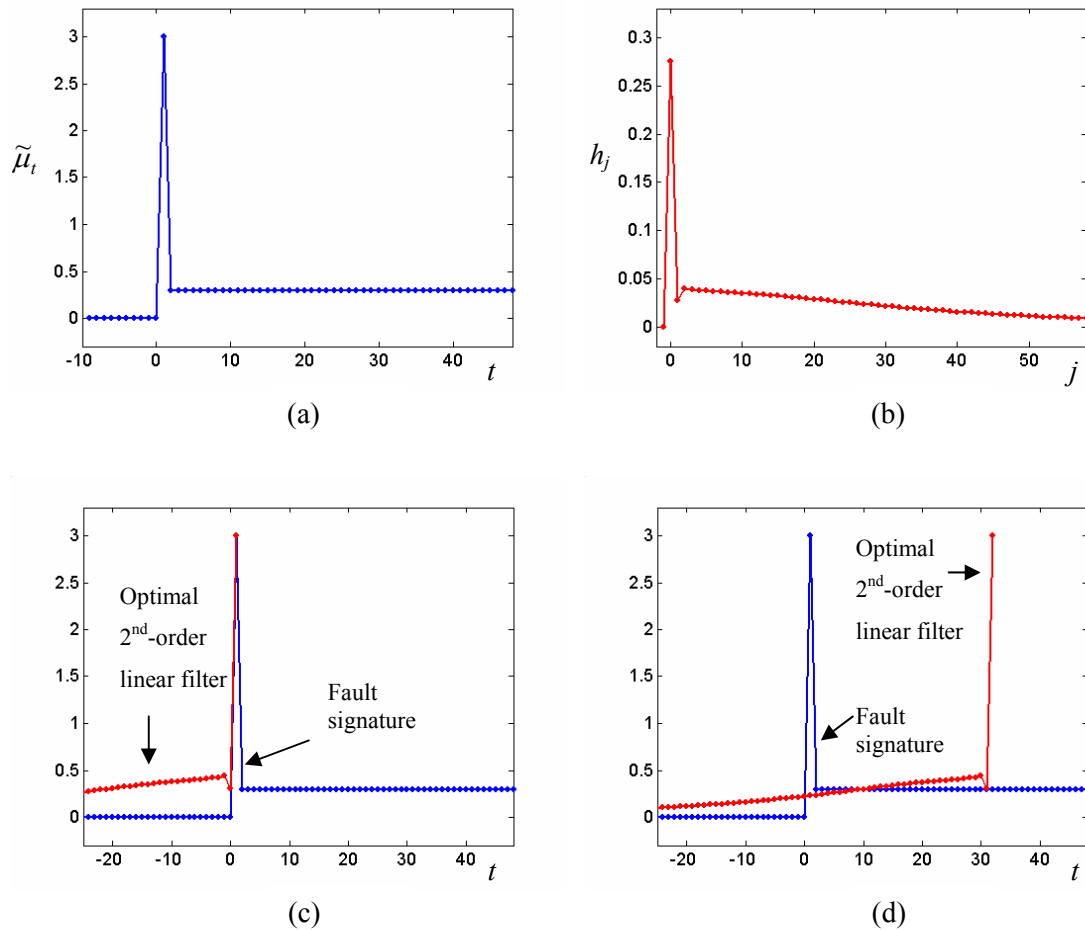 3
2.5
2
1.5
1
0.5
0
μ̃ₜ
-10 0 10 20 30 40
t
(a)
0.3
0.25
0.2
0.15
0.1
0.05
0
hⱼ
0 10 20 30 40 50
j
(b)
3
2.5
2
1.5
1
0.5
0
Optimal
2nd-order
linear filter
Fault
signature
-20 -10 0 10 20 30 40
t
(c)
3
2.5
2
1.5
1
0.5
0
Optimal
2nd-order
linear filter
Fault
signature
-20 -10 0 10 20 30 40
t
(d)